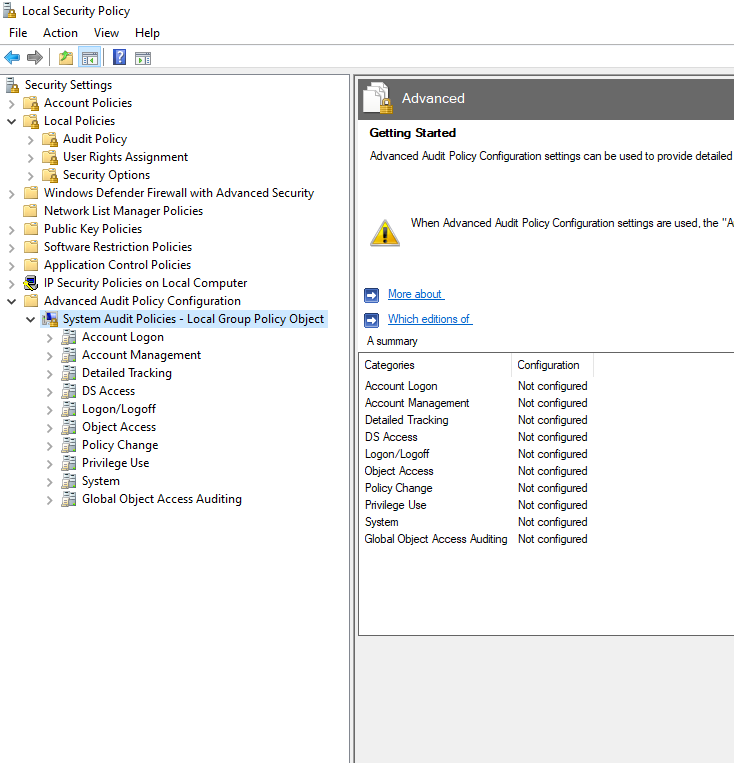 Local Security Policy
File Action View Help
Security Settings
Account Policies
Local Policies
Audit Policy
User Rights Assignment
Security Options
Windows Defender Firewall with Advanced Security
Network List Manager Policies
Public Key Policies
Software Restriction Policies
Application Control Policies
IP Security Policies on Local Computer
Advanced Audit Policy Configuration
System Audit Policies - Local Group Policy Object
Account Logon
Account Management
Detailed Tracking
DS Access
Logon/Logoff
Object Access
Policy Change
Privilege Use
System
Global Object Access Auditing
Advanced
Getting Started
Advanced Audit Policy Configuration settings can be used to provide detailed
When Advanced Audit Policy Configuration settings are used, the "A
More about
Which editions of
A summary
Categories Configuration
Account Logon Not configured
Account Management Not configured
Detailed Tracking Not configured
DS Access Not configured
Logon/Logoff Not configured
Object Access Not configured
Policy Change Not configured
Privilege Use Not configured
System Not configured
Global Object Access Auditing Not configured